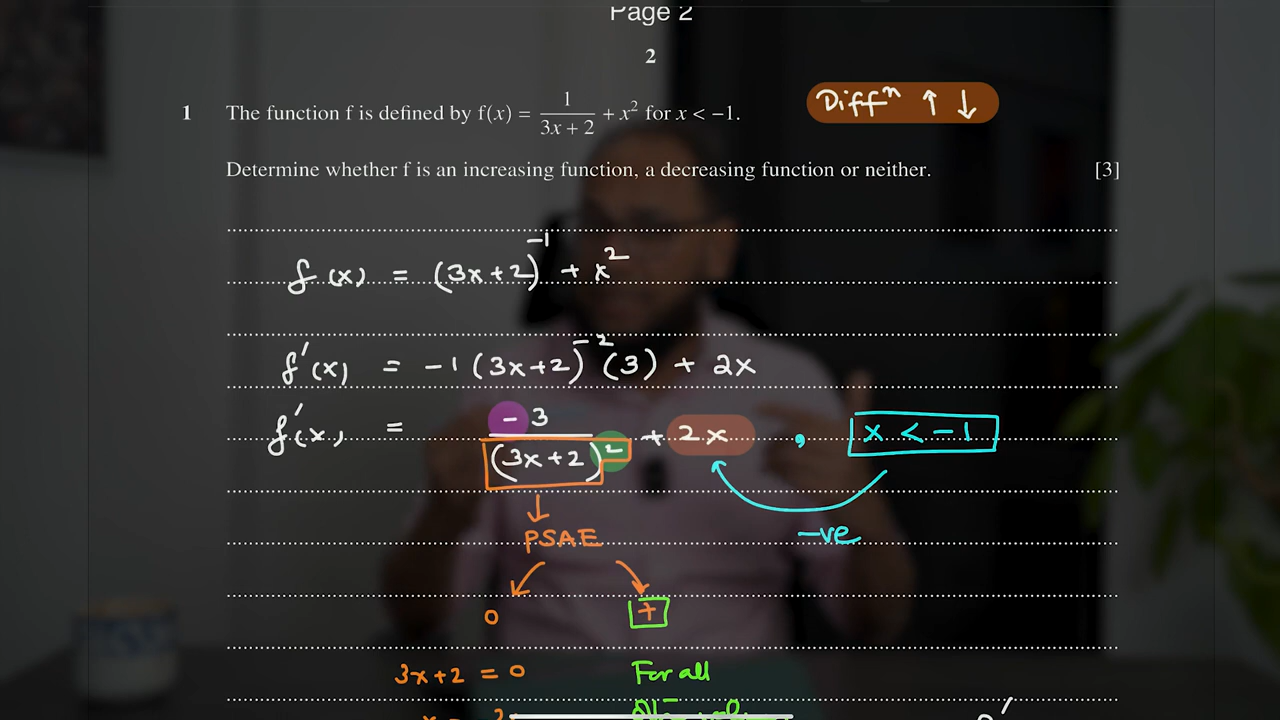 Page 2
2
1 The function f is defined by f(x) = 1/(3x + 2) + x² for x < −1.
Diffⁿ ↑ ↓
Determine whether f is an increasing function, a decreasing function or neither. [3]
f(x) = (3x+2)⁻¹ + x²
f'(x) = -1(3x+2)⁻²(3) + 2x
f'(x) = -3/(3x+2)² + 2x , x < -1
-ve
PSAE
0 +
3x+2 = 0 For all